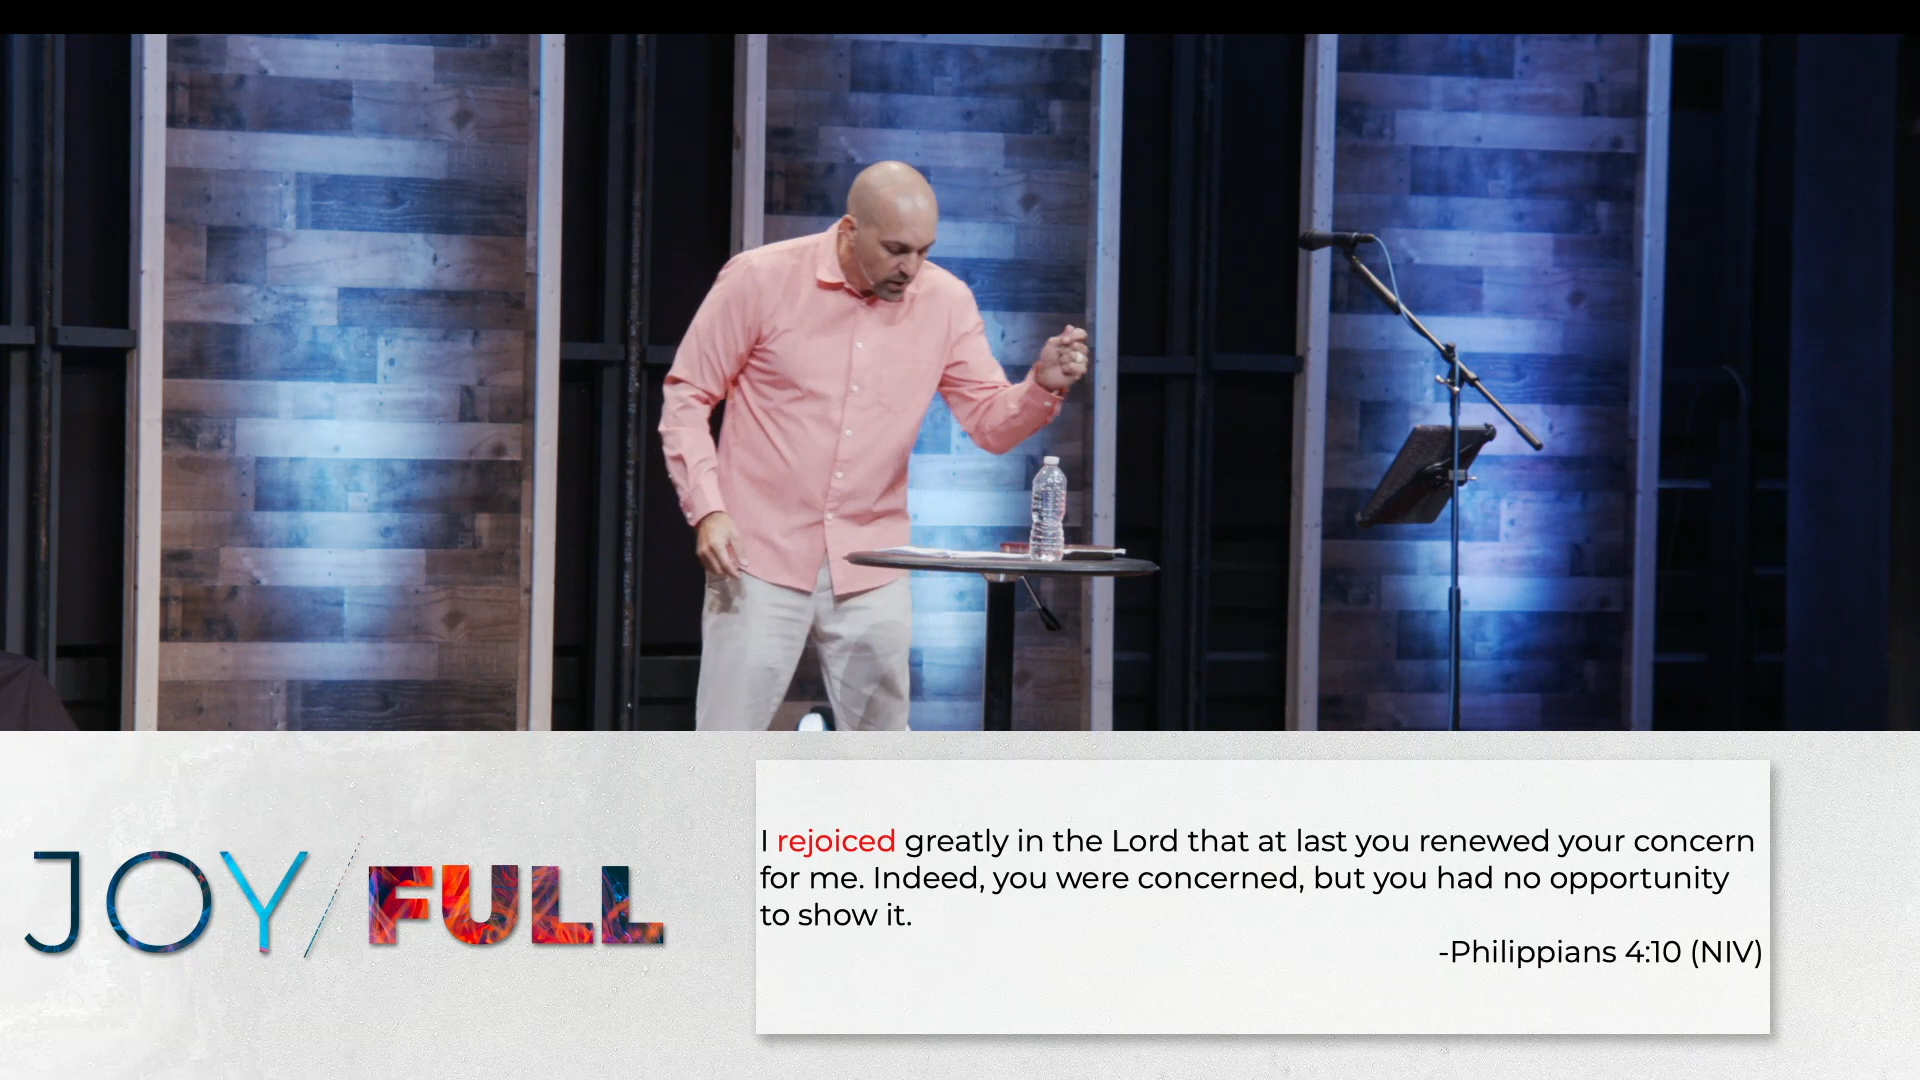 JOY/FULL
I rejoiced greatly in the Lord that at last you renewed your concern
for me. Indeed, you were concerned, but you had no opportunity
to show it.
-Philippians 4:10 (NIV)